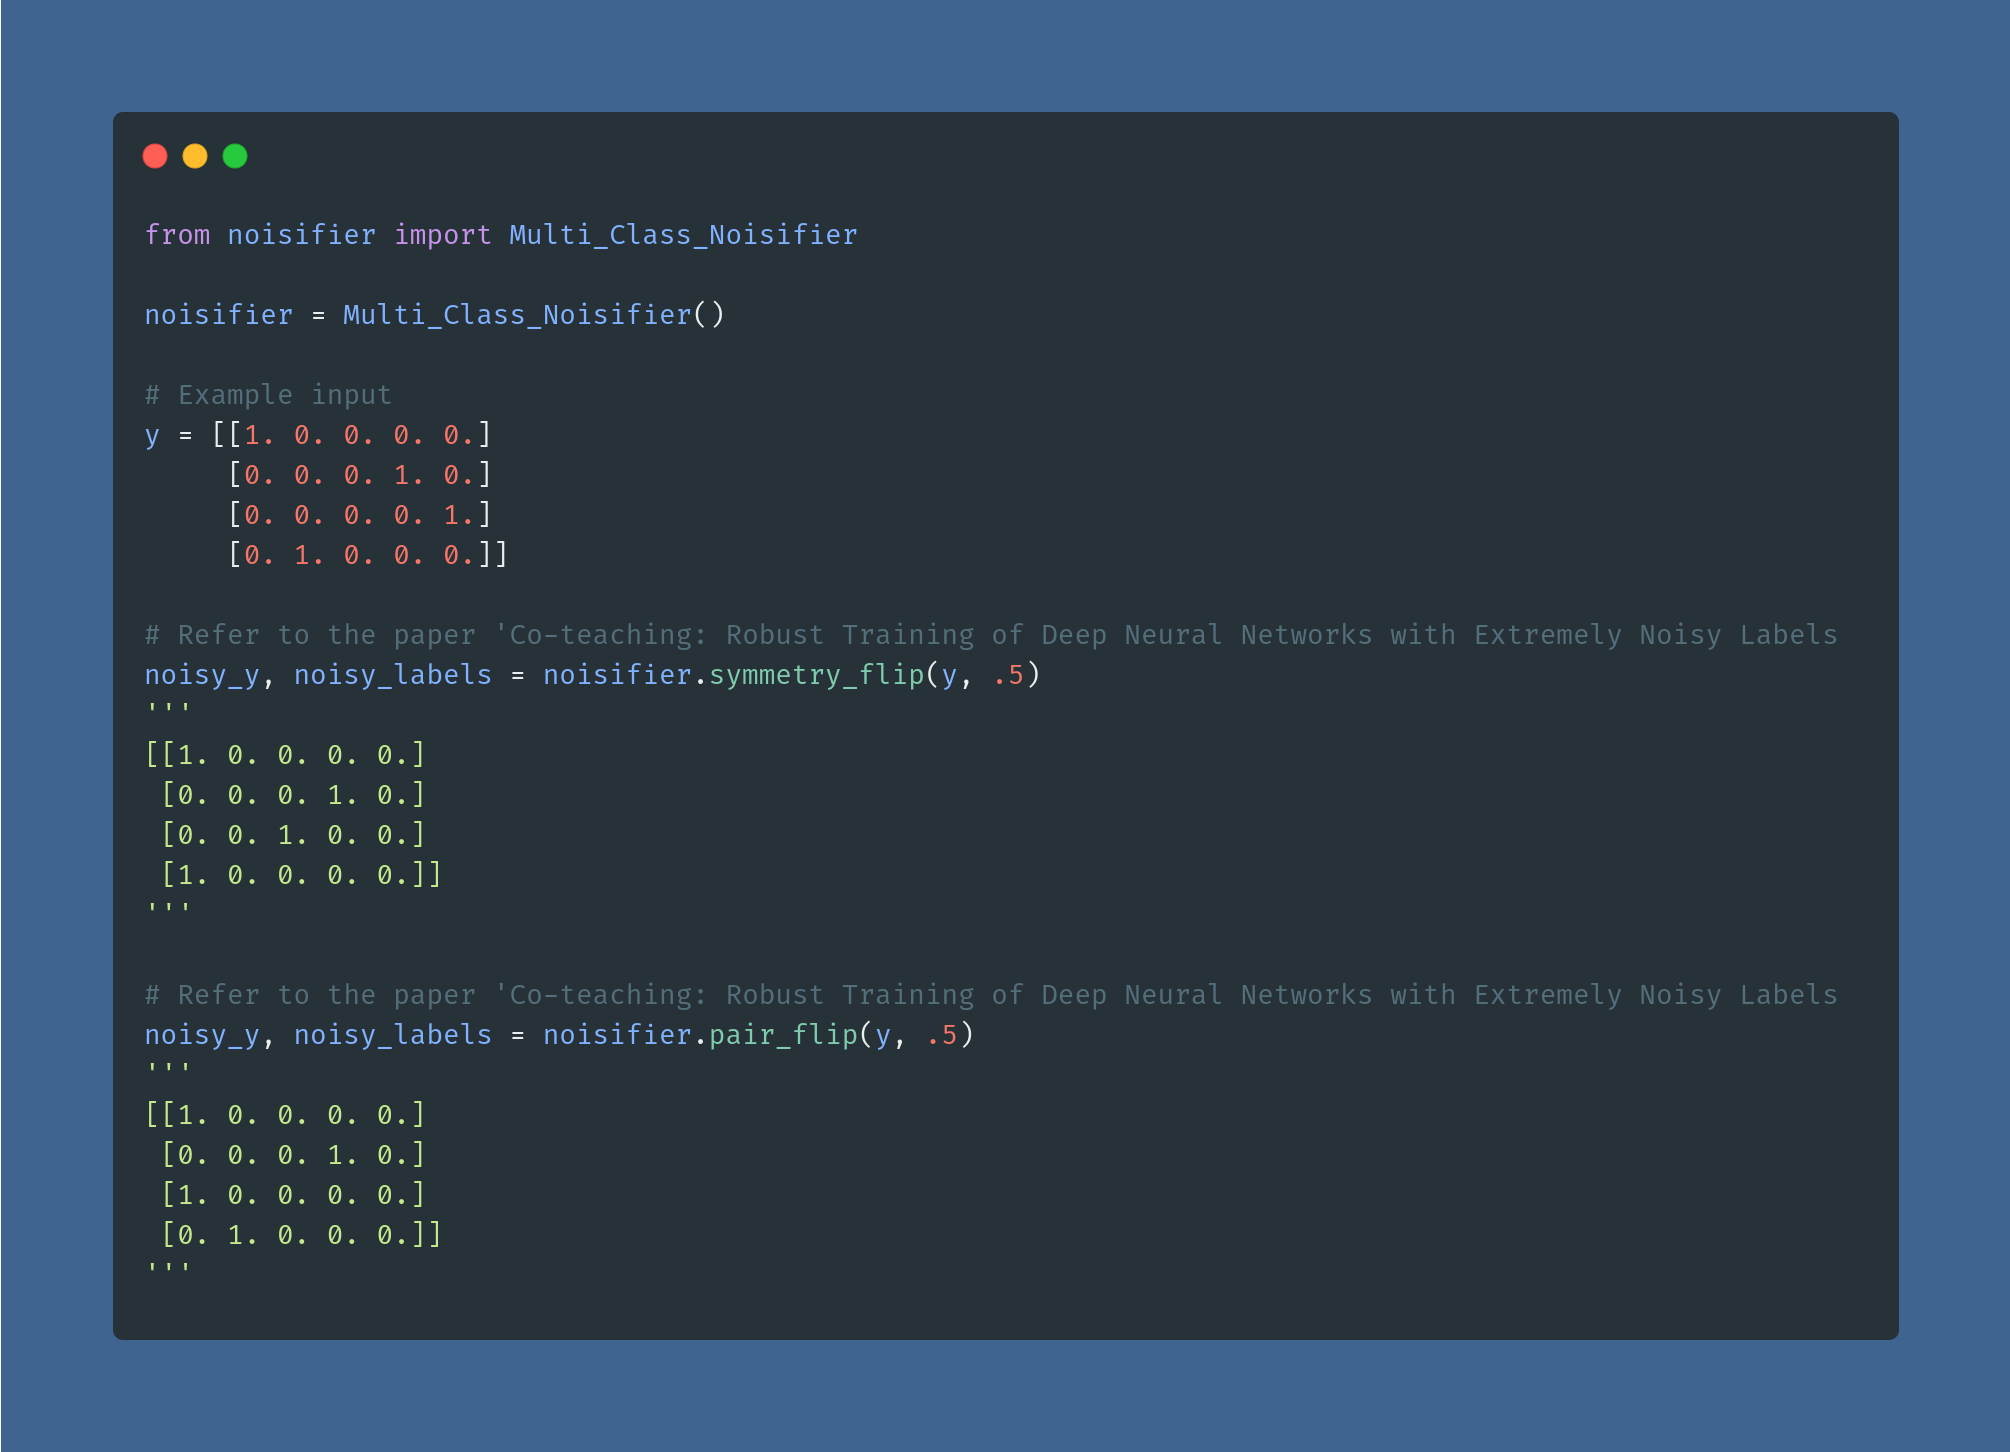 from noisifier import Multi_Class_Noisifier
noisifier = Multi_Class_Noisifier()
# Example input
y = [[1. 0. 0. 0. 0.]
     [0. 0. 0. 1. 0.]
     [0. 0. 0. 0. 1.]
     [0. 1. 0. 0. 0.]]
# Refer to the paper 'Co-teaching: Robust Training of Deep Neural Networks with Extremely Noisy Labels
noisy_y, noisy_labels = noisifier.symmetry_flip(y, .5)
'''
[[1. 0. 0. 0. 0.]
 [0. 0. 0. 1. 0.]
 [0. 0. 1. 0. 0.]
 [1. 0. 0. 0. 0.]]
'''
# Refer to the paper 'Co-teaching: Robust Training of Deep Neural Networks with Extremely Noisy Labels
noisy_y, noisy_labels = noisifier.pair_flip(y, .5)
'''
[[1. 0. 0. 0. 0.]
 [0. 0. 0. 1. 0.]
 [1. 0. 0. 0. 0.]
 [0. 1. 0. 0. 0.]]
'''